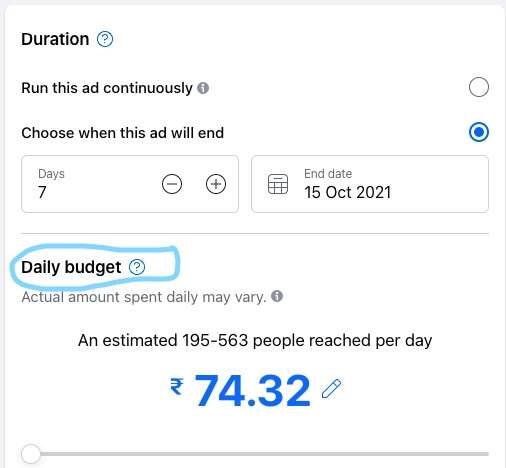 Duration
Run this ad continuously
Choose when this ad will end
Days
7
End date
15 Oct 2021
Daily budget
Actual amount spent daily may vary.
An estimated 195-563 people reached per day
₹ 74.32